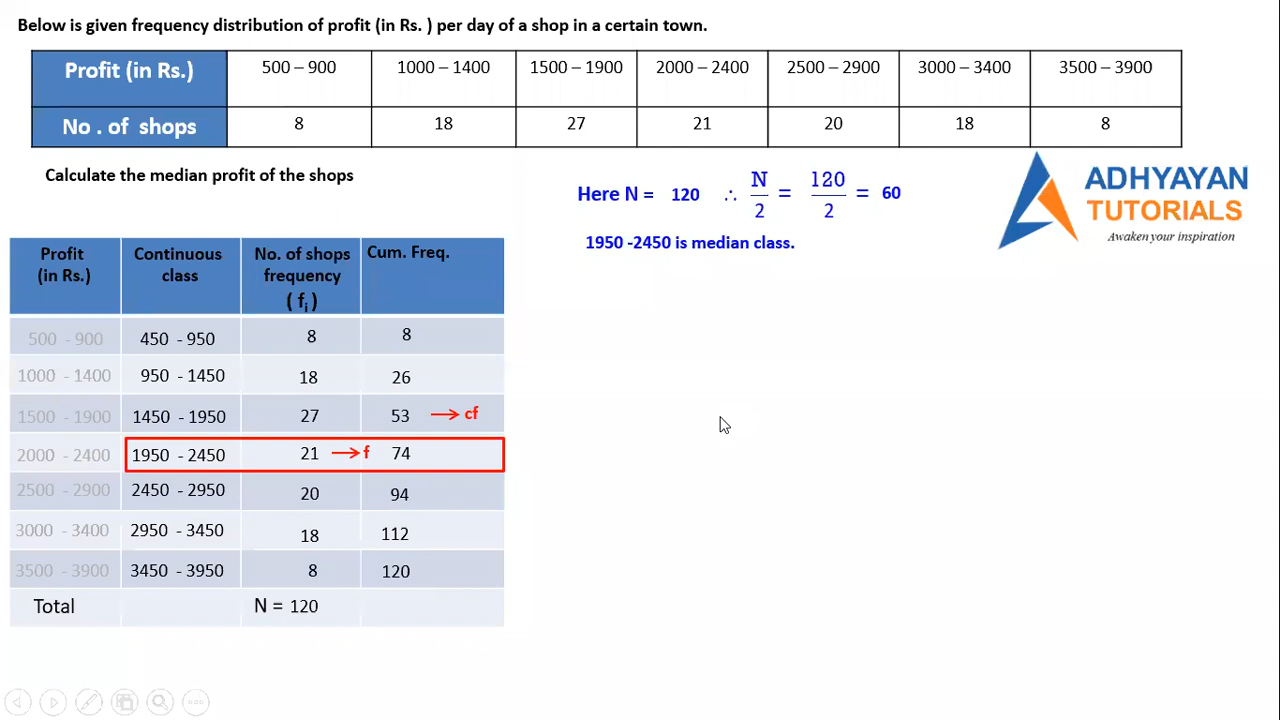 Below is given frequency distribution of profit (in Rs. ) per day of a shop in a certain town.
Profit (in Rs.) 500 – 900 1000 – 1400 1500 – 1900 2000 – 2400 2500 – 2900 3000 – 3400 3500 – 3900
No . of shops 8 18 27 21 20 18 8
Calculate the median profit of the shops
Here N = 120 ∴ N/2 = 120/2 = 60
1950 -2450 is median class.
ADHYAYAN
TUTORIALS
Awaken your inspiration
Profit (in Rs.) Continuous class No. of shops frequency ( fi ) Cum. Freq.
500 - 900 450 - 950 8 8
1000 - 1400 950 - 1450 18 26
1500 - 1900 1450 - 1950 27 53 → cf
2000 - 2400 1950 - 2450 21 → f 74
2500 - 2900 2450 - 2950 20 94
3000 - 3400 2950 - 3450 18 112
3500 - 3900 3450 - 3950 8 120
Total N = 120